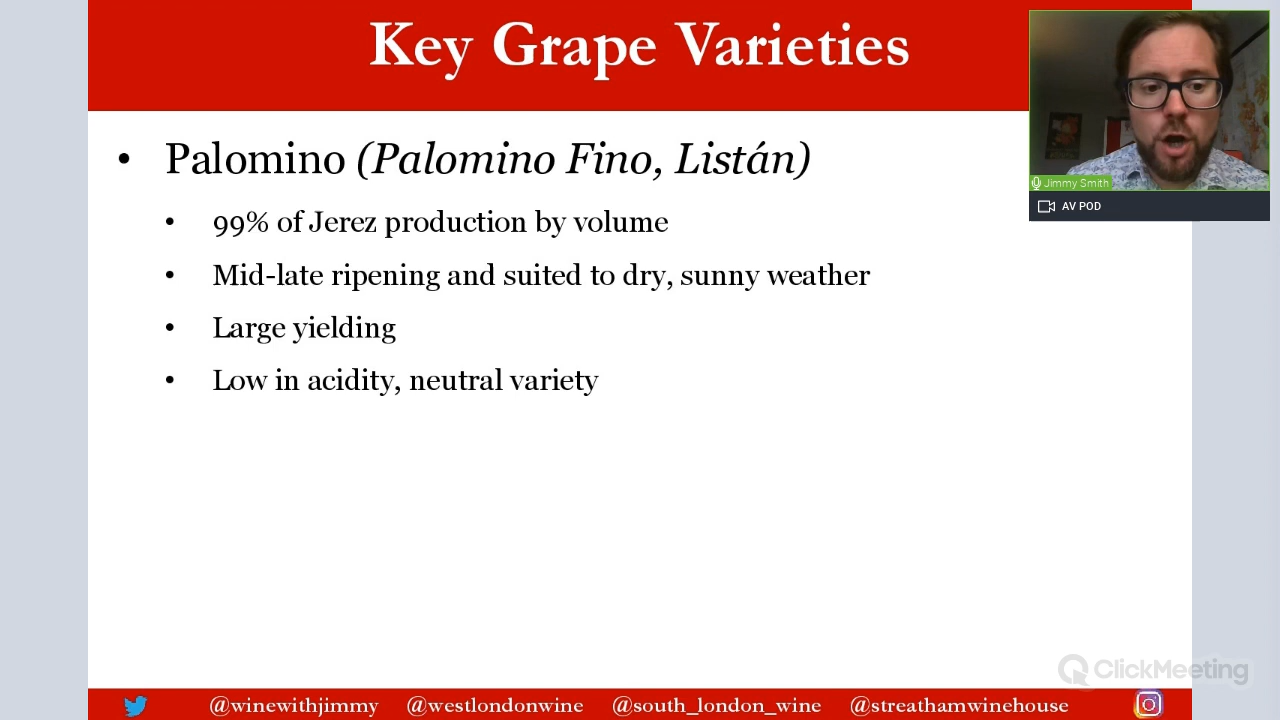 Key Grape Varieties
Palomino (Palomino Fino, Listán)
99% of Jerez production by volume
Mid-late ripening and suited to dry, sunny weather
Large yielding
Low in acidity, neutral variety
Jimmy Smith
AV POD
ClickMeeting
@winewithjimmy @westlondonwine @south_london_wine @streathamwinehouse